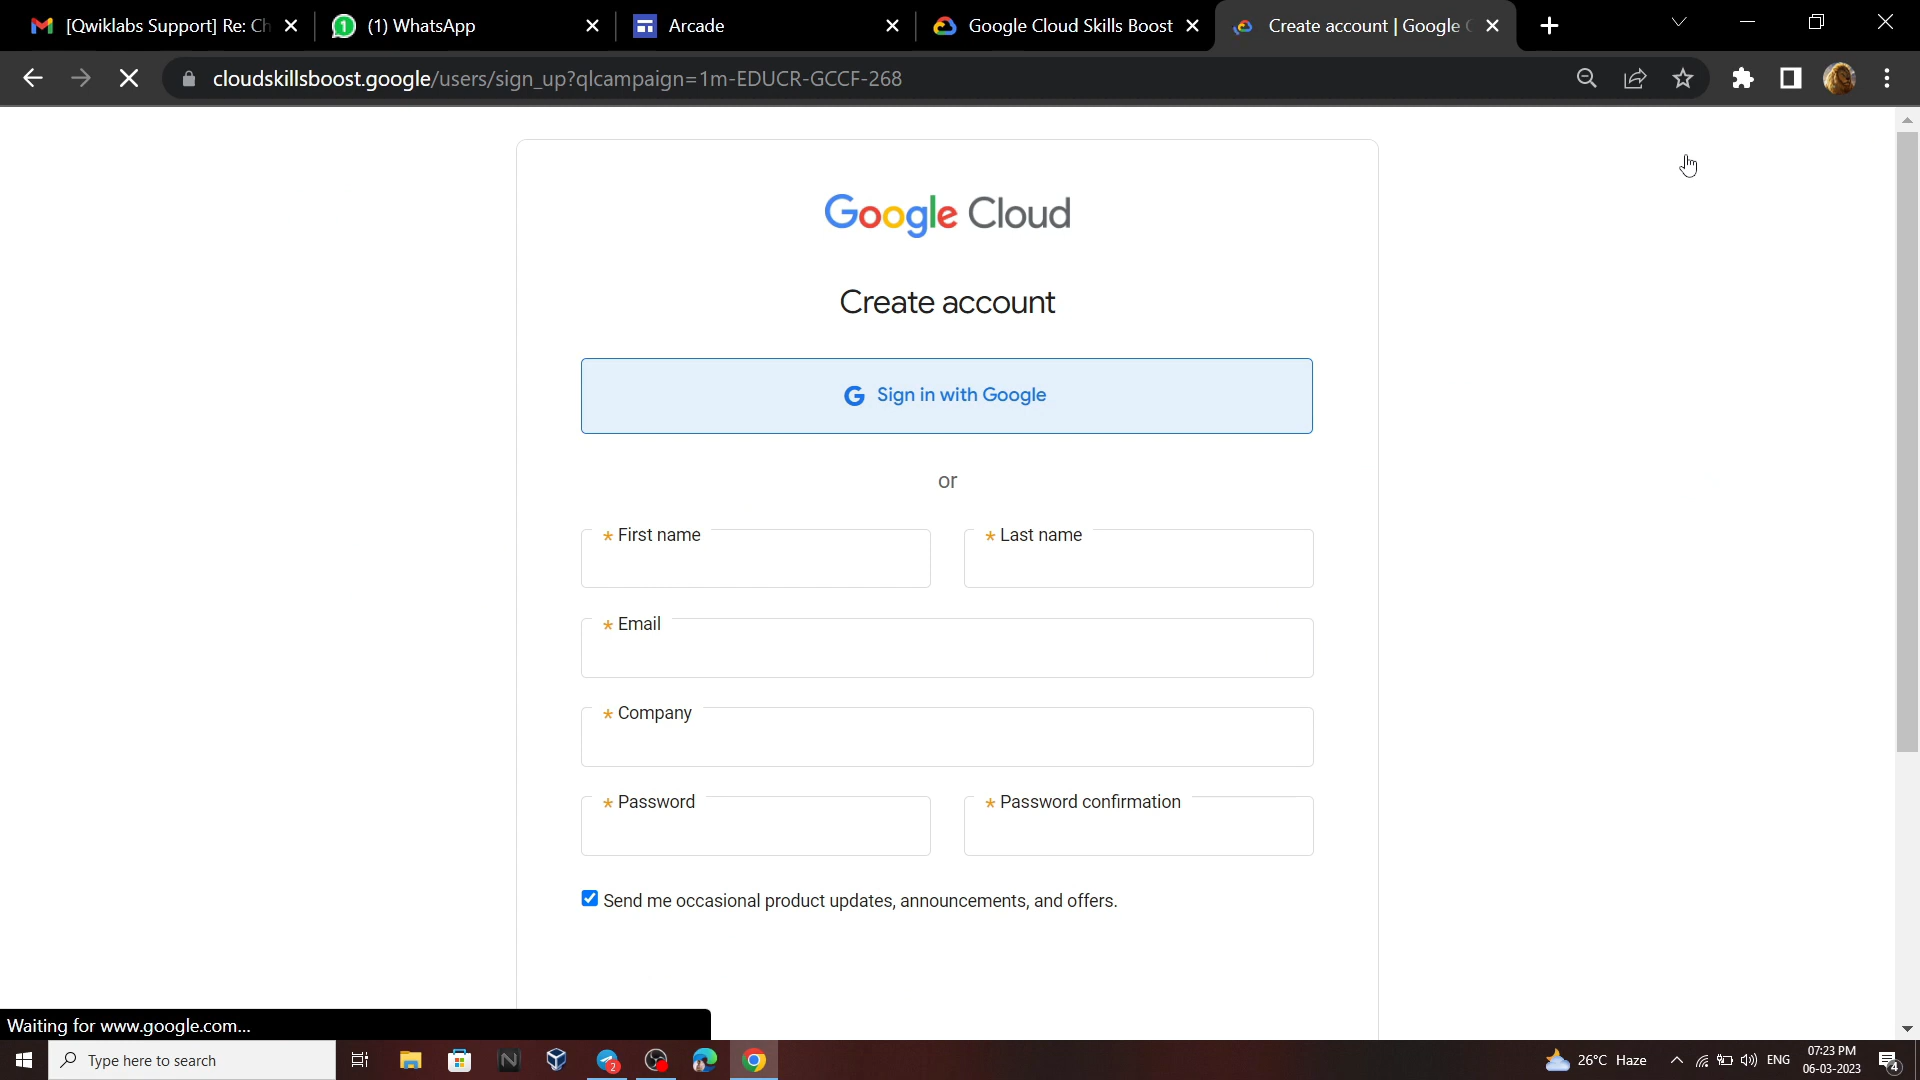 [Qwiklabs Support] Re: Ch
(1) WhatsApp
Arcade
Google Cloud Skills Boost
Create account | Google C
cloudskillsboost.google/users/sign_up?qlcampaign=1m-EDUCR-GCCF-268
Google Cloud
Create account
G Sign in with Google
or
* First name
* Last name
* Email
* Company
* Password
* Password confirmation
Send me occasional product updates, announcements, and offers.
Waiting for www.google.com...
Type here to search
26°C Haze
ENG
07:23 PM
06-03-2023
4